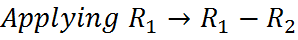 Applying R₁ → R₁ − R₂